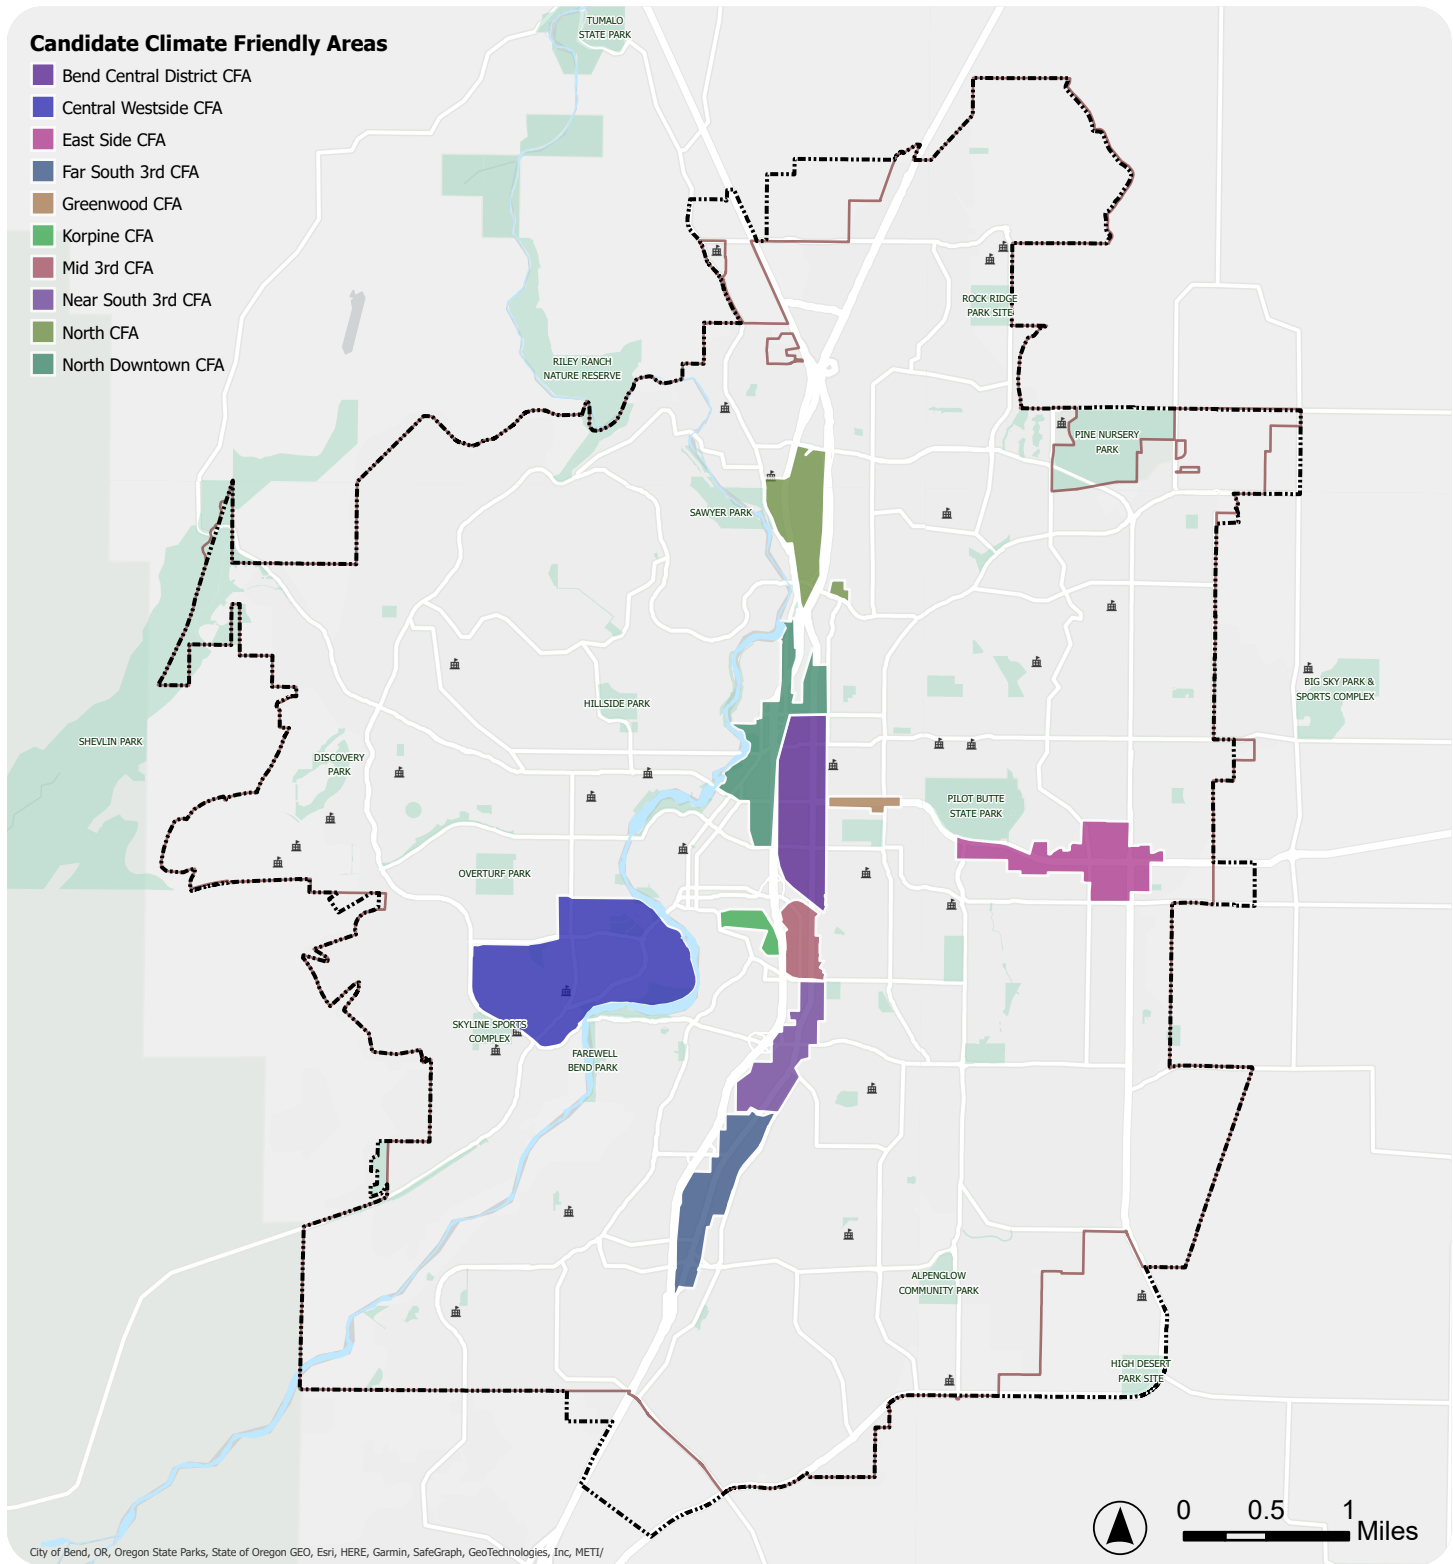 Candidate Climate Friendly Areas
Bend Central District CFA
Central Westside CFA
East Side CFA
Far South 3rd CFA
Greenwood CFA
Korpine CFA
Mid 3rd CFA
Near South 3rd CFA
North CFA
North Downtown CFA
TUMALO
STATE PARK
ROCK RIDGE
PARK SITE
RILEY RANCH
NATURE RESERVE
PINE NURSERY
PARK
SAWYER PARK
BIG SKY PARK &
SPORTS COMPLEX
HILLSIDE PARK
SHEVLIN PARK
DISCOVERY
PARK
PILOT BUTTE
STATE PARK
OVERTURF PARK
SKYLINE SPORTS
COMPLEX
FAREWELL
BEND PARK
ALPENGLOW
COMMUNITY PARK
HIGH DESERT
PARK SITE
0 0.5 1
Miles
City of Bend, OR, Oregon State Parks, State of Oregon GEO, Esri, HERE, Garmin, SafeGraph, GeoTechnologies, Inc, METI/